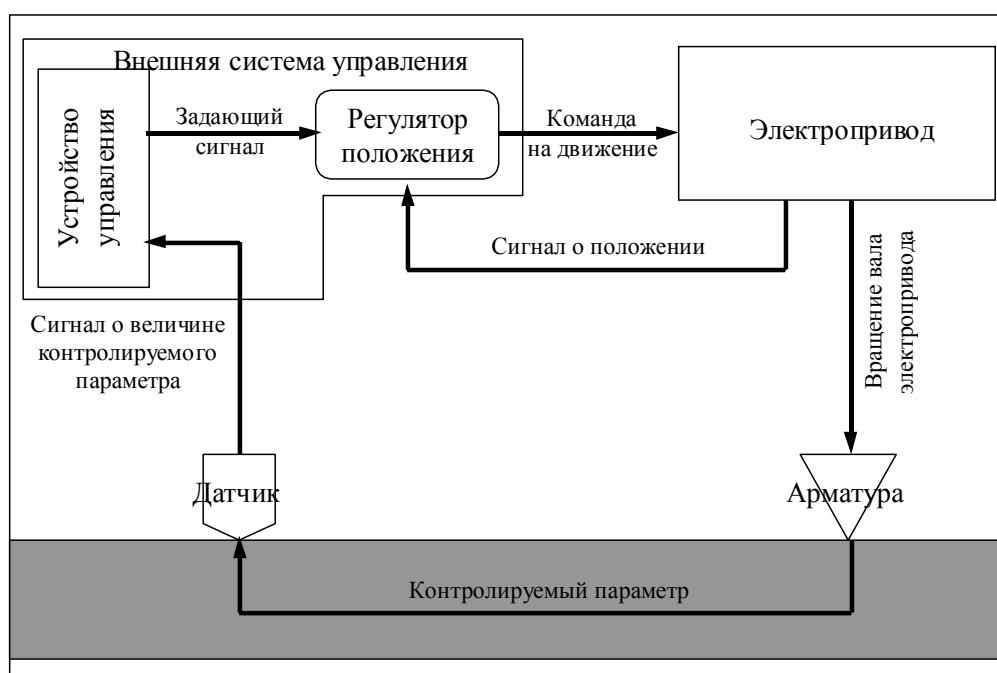 Внешняя система управления
Устройство
управления
Задающий
сигнал
Регулятор
положения
Команда
на движение
Электропривод
Сигнал о положении
Вращение вала
электропривода
Сигнал о величине
контролируемого
параметра
Датчик
Арматура
Контролируемый параметр